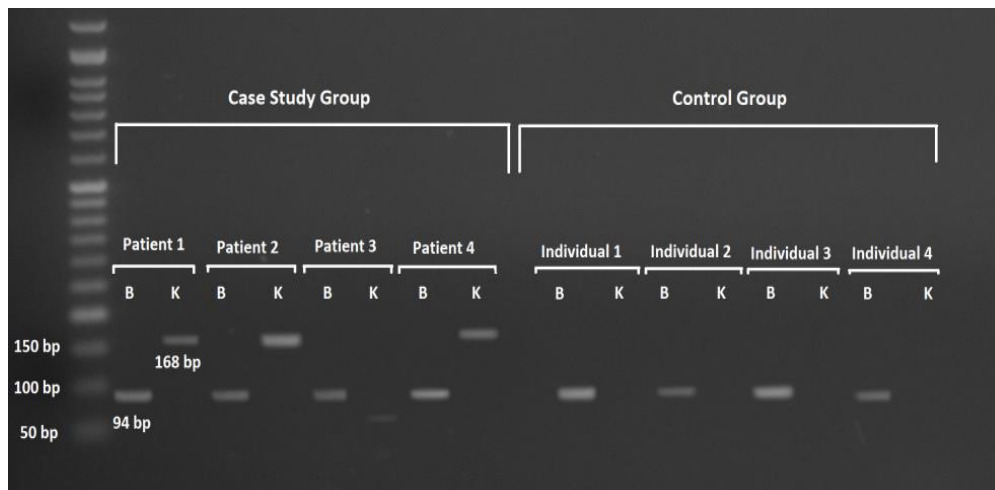 Case Study Group Control Group
Patient 1 Patient 2 Patient 3 Patient 4 Individual 1 Individual 2 Individual 3 Individual 4
B K B K B K B K B K B K B K B K
150 bp
168 bp
100 bp
94 bp
50 bp